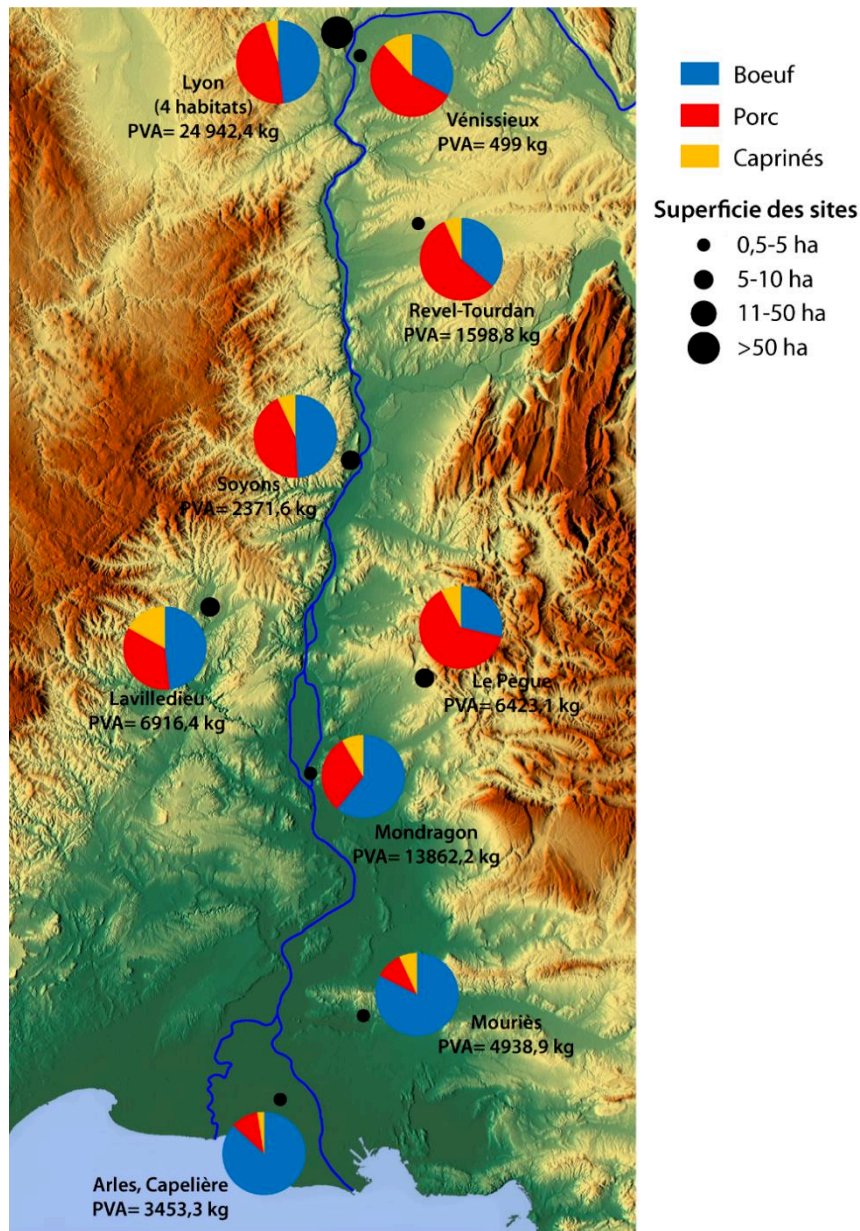 Lyon
(4 habitats)
PVA= 24 942,4 kg
Vénissieux
PVA= 499 kg
Revel-Tourdan
PVA= 1598,8 kg
Soyons
PVA= 2371,6 kg
Lavilledieu
PVA= 6916,4 kg
Le Pègue
PVA= 6423,1 kg
Mondragon
PVA= 13862,2 kg
Mouriès
PVA= 4938,9 kg
Arles, Capelière
PVA= 3453,3 kg
Boeuf
Porc
Caprinés
Superficie des sites
0,5-5 ha
5-10 ha
11-50 ha
>50 ha